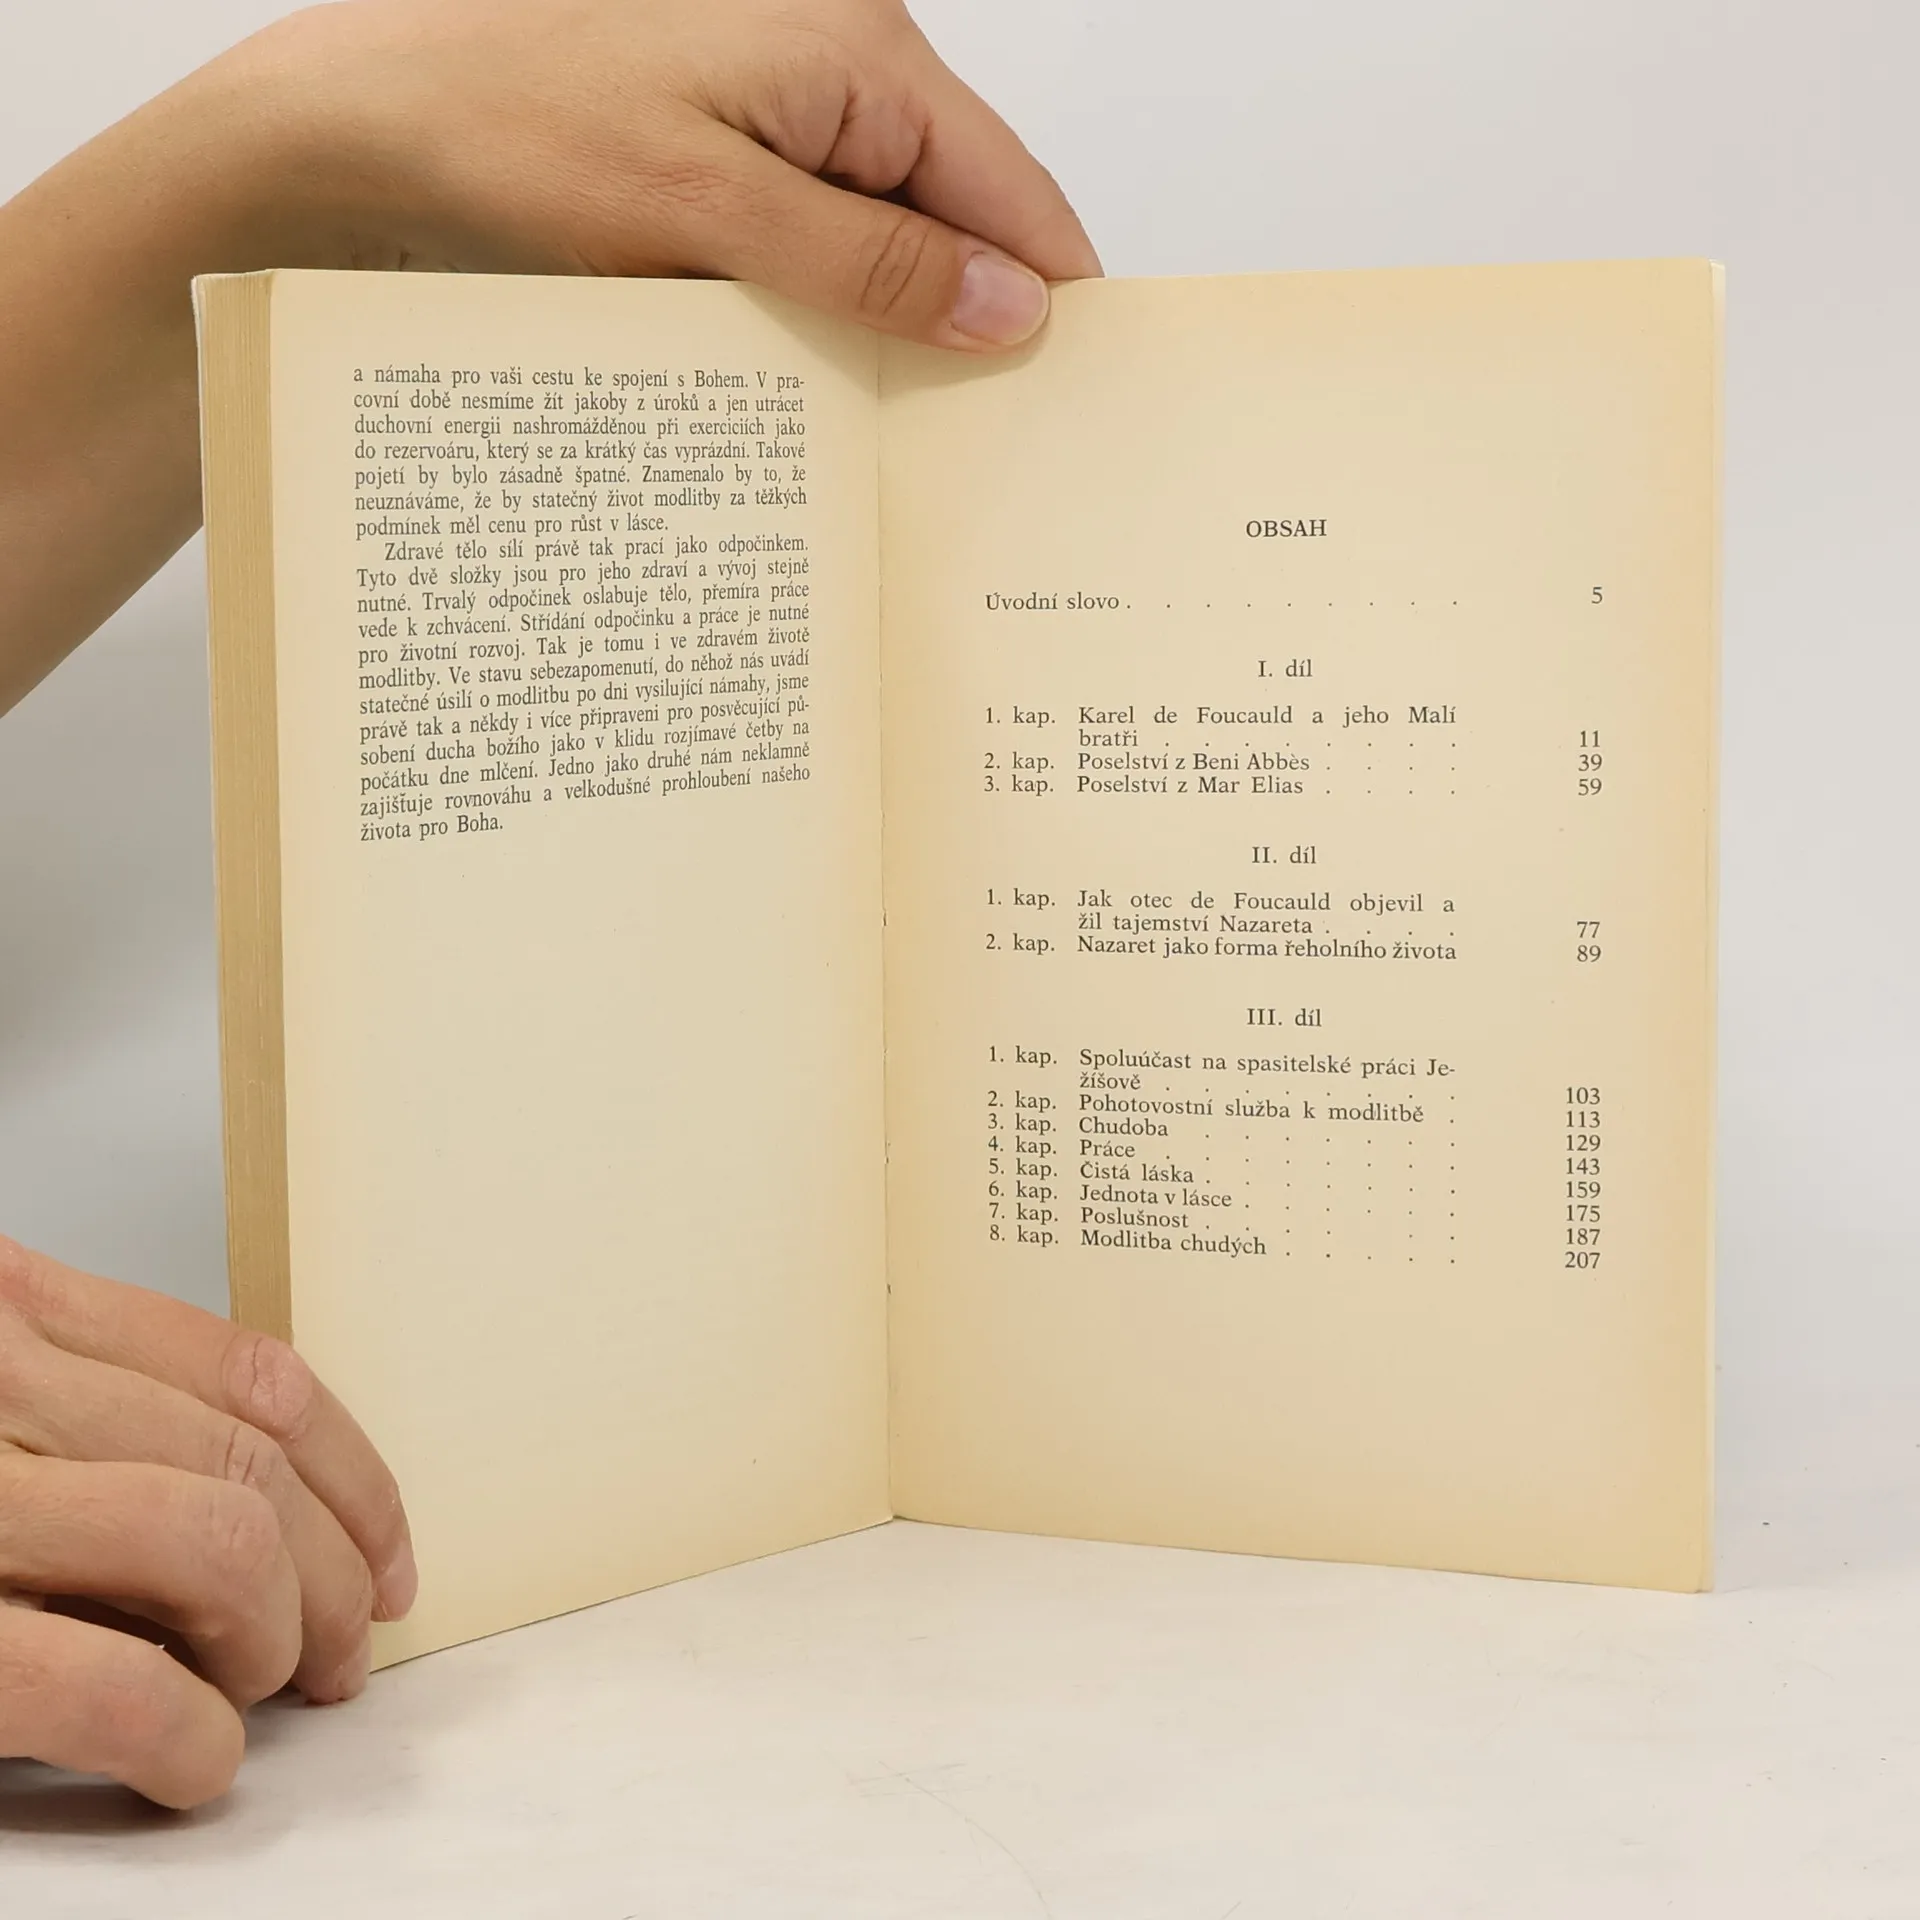 a námaha pro vaši cestu ke spojení s Bohem. V pra-
covní době nesmíme žít jakoby z úroků a jen utrácet
duchovní energii nashromážděnou při exerciciích jako
do rezervoáru, který se za krátký čas vyprázdní. Takové
pojetí by bylo zásadně špatné. Znamenalo by to, že
neuznáváme, že by statečný život modlitby za těžkých
podmínek měl cenu pro růst v lásce.
Zdravé tělo sílí právě tak prací jako odpočinkem.
Tyto dvě složky jsou pro jeho zdraví a vývoj stejně
nutné. Trvalý odpočinek oslabuje tělo, přemíra práce
vede k zchvácení. Střídání odpočinku a práce je nutné
pro životní rozvoj. Tak je tomu i ve zdravém životě
modlitby. Ve stavu sebezapomenutí, do něhož nás uvádí
statečné úsilí o modlitbu po dni vysilující námahy, jsme
právě tak a někdy i více připraveni pro posvěcující pů-
sobení ducha božího jako v klidu rozjímavé četby na
počátku dne mlčení. Jedno jako druhé nám neklamně
zajišťuje rovnováhu a velkodušné prohloubení našeho
života pro Boha.
OBSAH
Úvodní slovo . . . . . . . . . 5
I. díl
1. kap. Karel de Foucauld a jeho Malí
bratři . . . . . . . . 11
2. kap. Poselství z Beni Abbès . . . . 39
3. kap. Poselství z Mar Elias . . . . 59
II. díl
1. kap. Jak otec de Foucauld objevil a
žil tajemství Nazareta . . . . 77
2. kap. Nazaret jako forma řeholního života 89
III. díl
1. kap. Spoluúčast na spasitelské práci Je-
žíšově . . . . . . . . 103
2. kap. Pohotovostní služba k modlitbě . 113
3. kap. Chudoba . . . . . . . 129
4. kap. Práce . . . . . . . . 143
5. kap. Čistá láska . . . . . . . 159
6. kap. Jednota v lásce . . . . . . 175
7. kap. Poslušnost . . . . . . . 187
8. kap. Modlitba chudých . . . . . 207